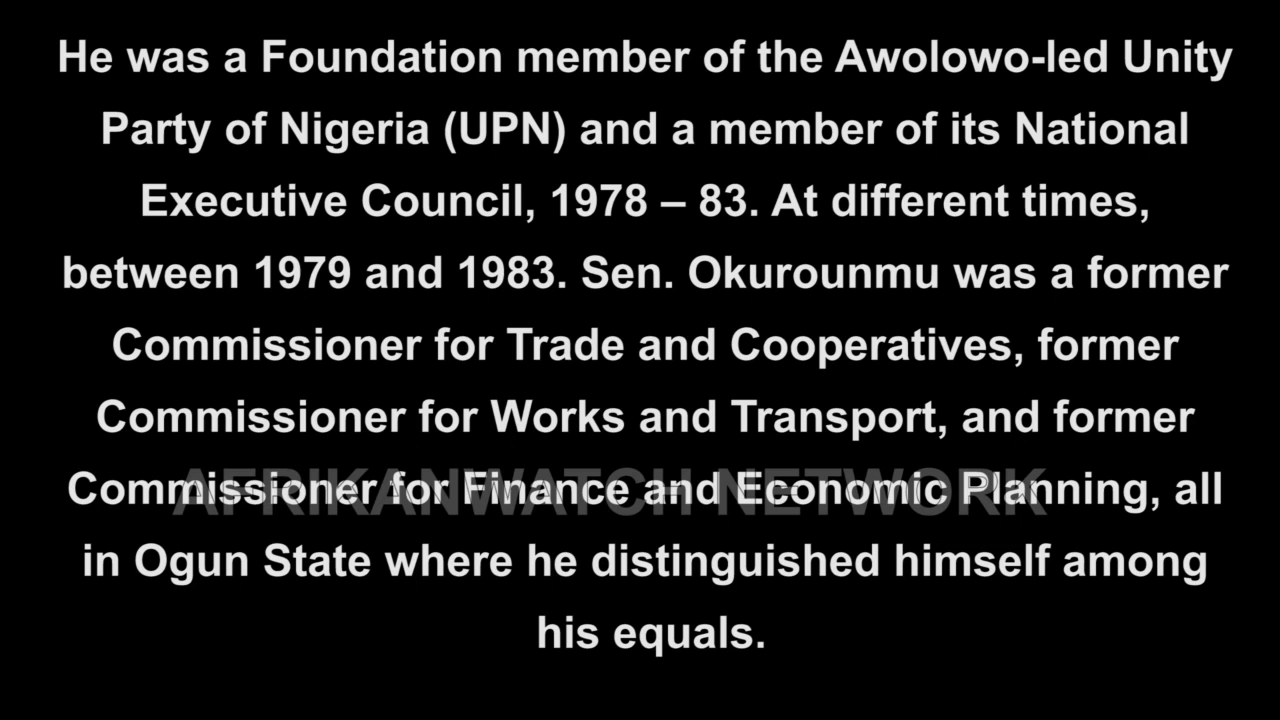 He was a Foundation member of the Awolowo-led Unity
Party of Nigeria (UPN) and a member of its National
Executive Council, 1978 – 83. At different times,
between 1979 and 1983. Sen. Okurounmu was a former
Commissioner for Trade and Cooperatives, former
Commissioner for Works and Transport, and former
Commissioner for Finance and Economic Planning, all
AFRIKANWATCH NETWORK
in Ogun State where he distinguished himself among
his equals.